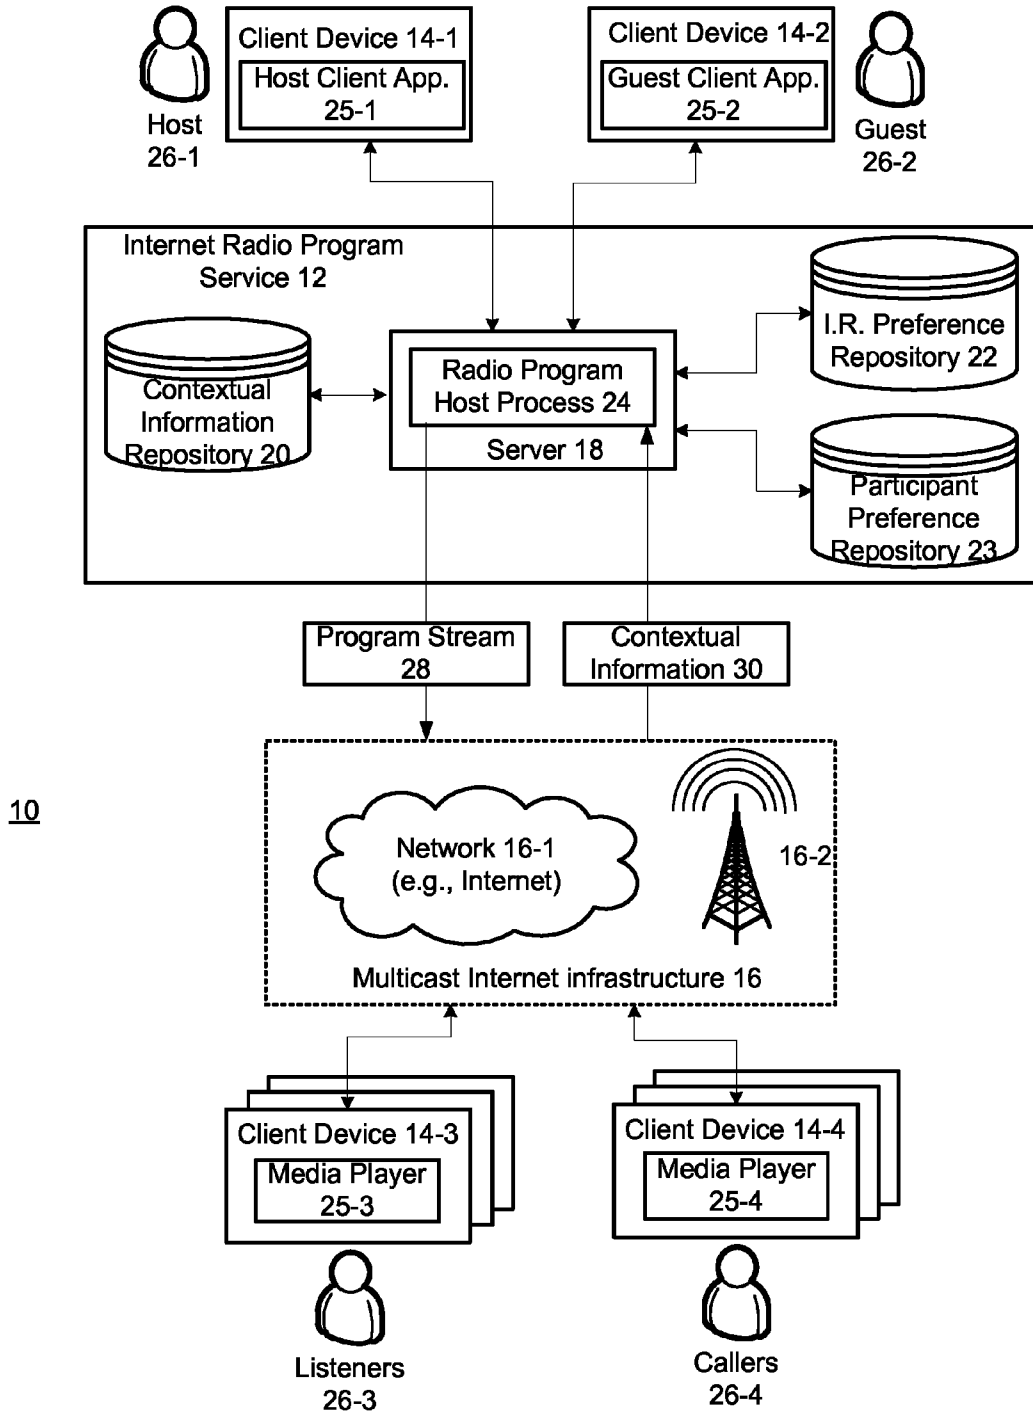 Client Device 14-1
Host Client App.
25-1
Host
26-1
Client Device 14-2
Guest Client App.
25-2
Guest
26-2
Internet Radio Program
Service 12
Contextual
Information
Repository 20
Radio Program
Host Process 24
Server 18
I.R. Preference
Repository 22
Participant
Preference
Repository 23
Program Stream
28
Contextual
Information 30
10
Network 16-1
(e.g., Internet)
16-2
Multicast Internet infrastructure 16
Client Device 14-3
Media Player
25-3
Listeners
26-3
Client Device 14-4
Media Player
25-4
Callers
26-4